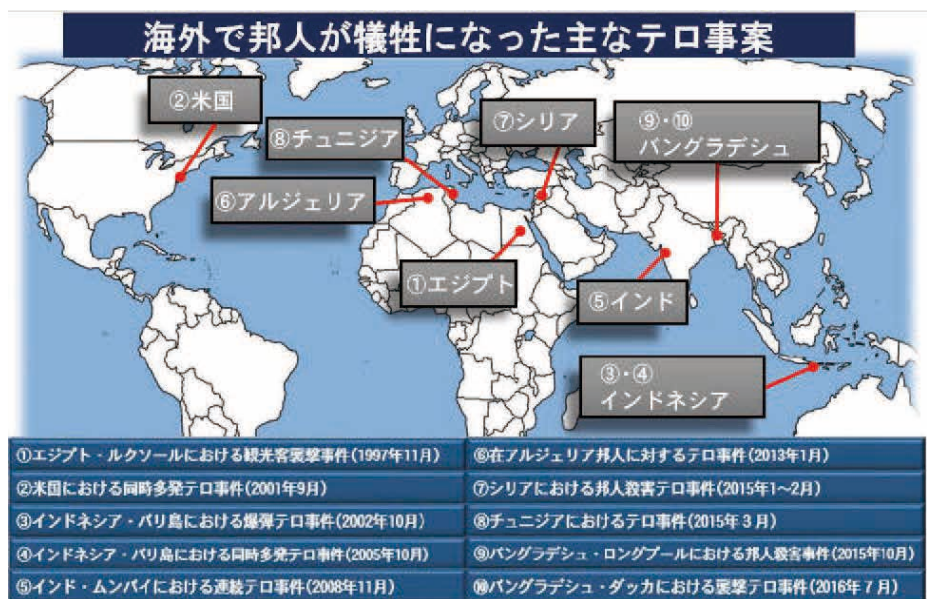 海外で邦人が犠牲になった主なテロ事案
②米国
⑧チュニジア
⑦シリア
⑨・⑩
バングラデシュ
⑥アルジェリア
①エジプト
⑤インド
③・④
インドネシア
①エジプト・ルクソールにおける観光客襲撃事件(1997年11月)
②米国における同時多発テロ事件(2001年9月)
③インドネシア・バリ島における爆弾テロ事件(2002年10月)
④インドネシア・バリ島における同時多発テロ事件(2005年10月)
⑤インド・ムンバイにおける連続テロ事件(2008年11月)
⑥在アルジェリア邦人に対するテロ事件(2013年1月)
⑦シリアにおける邦人殺害テロ事件(2015年1～2月)
⑧チュニジアにおけるテロ事件(2015年３月)
⑨バングラデシュ・ロングプールにおける邦人殺害事件(2015年10月)
⑩バングラデシュ・ダッカにおける襲撃テロ事件(2016年７月)